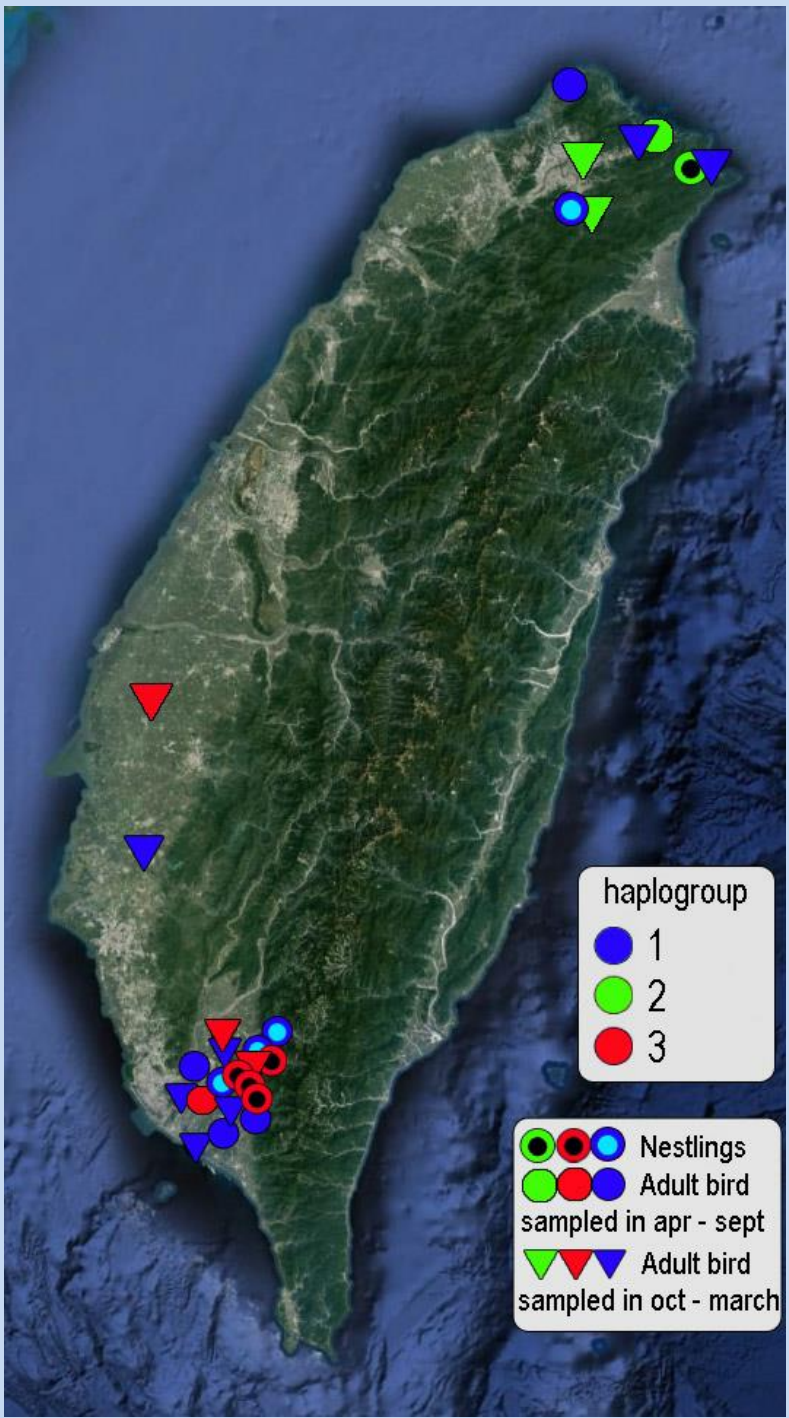 haplogroup
1
2
3
Nestlings
Adult bird
sampled in apr - sept
Adult bird
sampled in oct - march